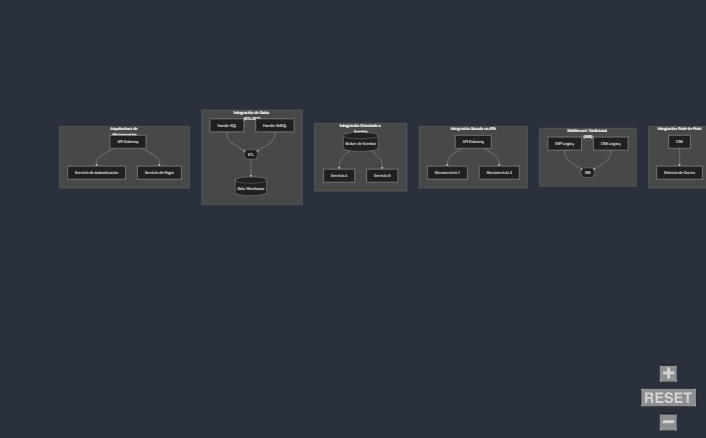 Arquitectura de
Microservicios
API Gateway
Servicio de Autenticación
Servicio de Pagos
Integración de Datos
Fuente SQL
Fuente NoSQL
ETL
Data Warehouse
Integración Orientada a
Eventos
Broker de Eventos
Servicio A
Servicio B
Integración Basada en APIs
API Gateway
Microservicio 1
Microservicio 2
Middleware Tradicional
(ESB)
ERP Legacy
CRM Legacy
ESB
Integración Point-to-Point
CRM
Sistema de Correo
+
RESET
−